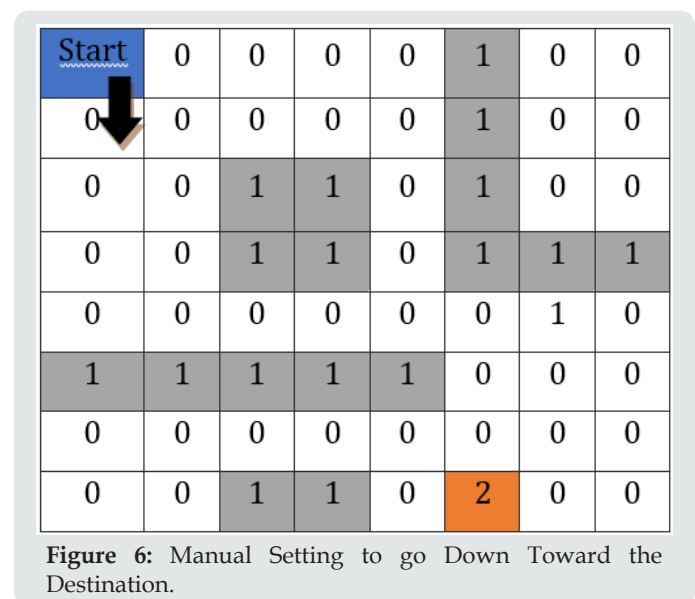 Start 0 0 0 0 1 0 0
0 0 0 0 0 1 0 0
0 0 1 1 0 1 0 0
0 0 1 1 0 1 1 1
0 0 0 0 0 0 1 0
1 1 1 1 1 0 0 0
0 0 0 0 0 0 0 0
0 0 1 1 0 2 0 0
Figure 6: Manual Setting to go Down Toward the
Destination.